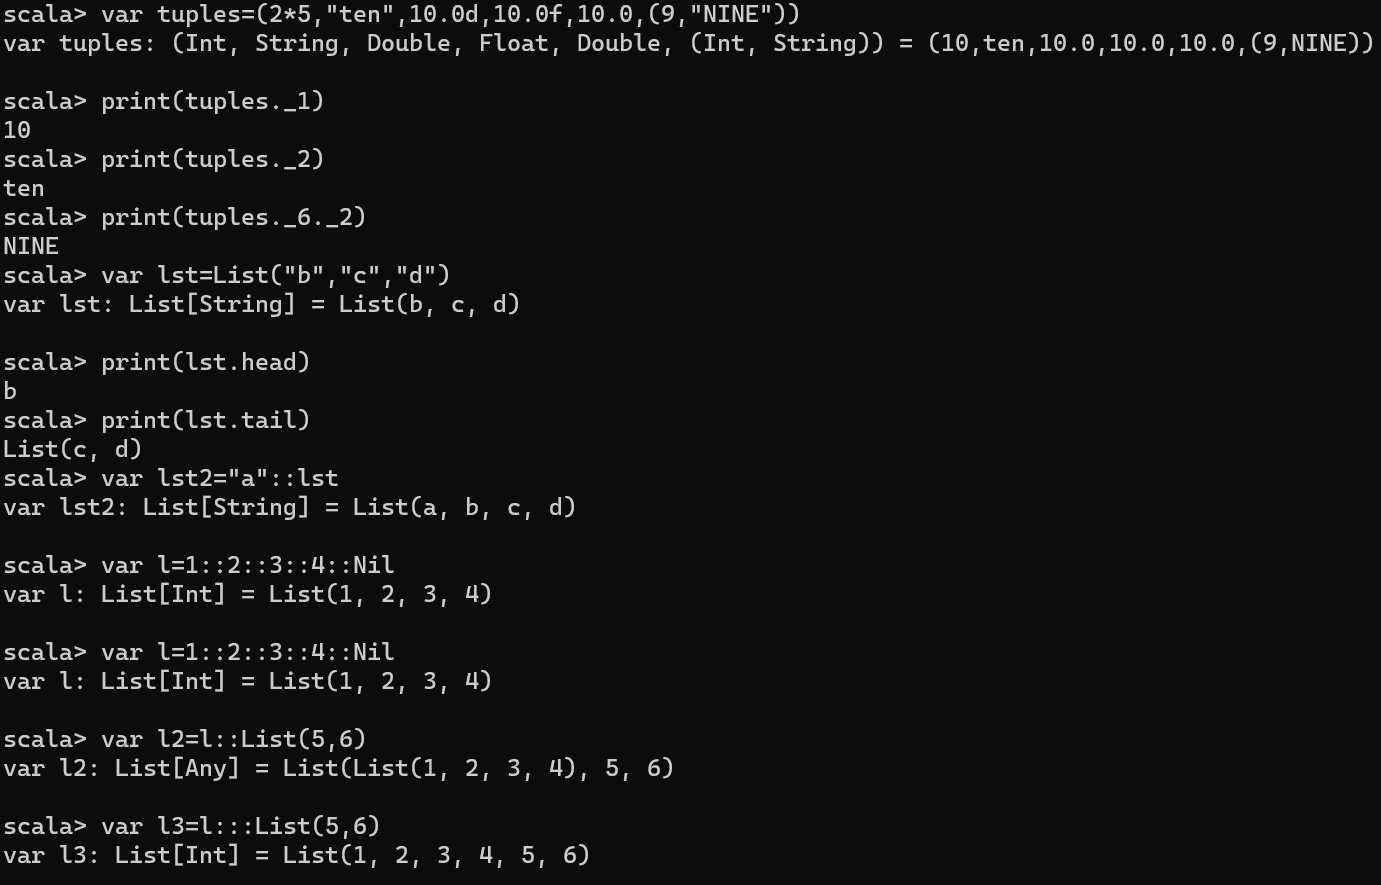 scala> var tuples=(2*5,"ten",10.0d,10.0f,10.0,(9,"NINE"))
var tuples: (Int, String, Double, Float, Double, (Int, String)) = (10,ten,10.0,10.0,10.0,(9,NINE))
scala> print(tuples._1)
10
scala> print(tuples._2)
ten
scala> print(tuples._6._2)
NINE
scala> var lst=List("b","c","d")
var lst: List[String] = List(b, c, d)
scala> print(lst.head)
b
scala> print(lst.tail)
List(c, d)
scala> var lst2="a"::lst
var lst2: List[String] = List(a, b, c, d)
scala> var l=1::2::3::4::Nil
var l: List[Int] = List(1, 2, 3, 4)
scala> var l=1::2::3::4::Nil
var l: List[Int] = List(1, 2, 3, 4)
scala> var l2=l::List(5,6)
var l2: List[Any] = List(List(1, 2, 3, 4), 5, 6)
scala> var l3=l:::List(5,6)
var l3: List[Int] = List(1, 2, 3, 4, 5, 6)